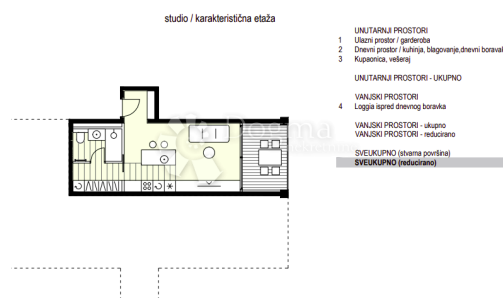 studio / karakteristična etaža
UNUTARNJI PROSTORI
1 Ulazni prostor / garderoba
2 Dnevni prostor / kuhinja, blagovanje,dnevni boravak
3 Kupaonica, vešeraj
UNUTARNJI PROSTORI - UKUPNO
VANJSKI PROSTORI
4 Loggia ispred dnevnog boravka
VANJSKI PROSTORI - ukupno
VANJSKI PROSTORI - reducirano
SVEUKUPNO (stvarna površina)
SVEUKUPNO (reducirano)
Dogma